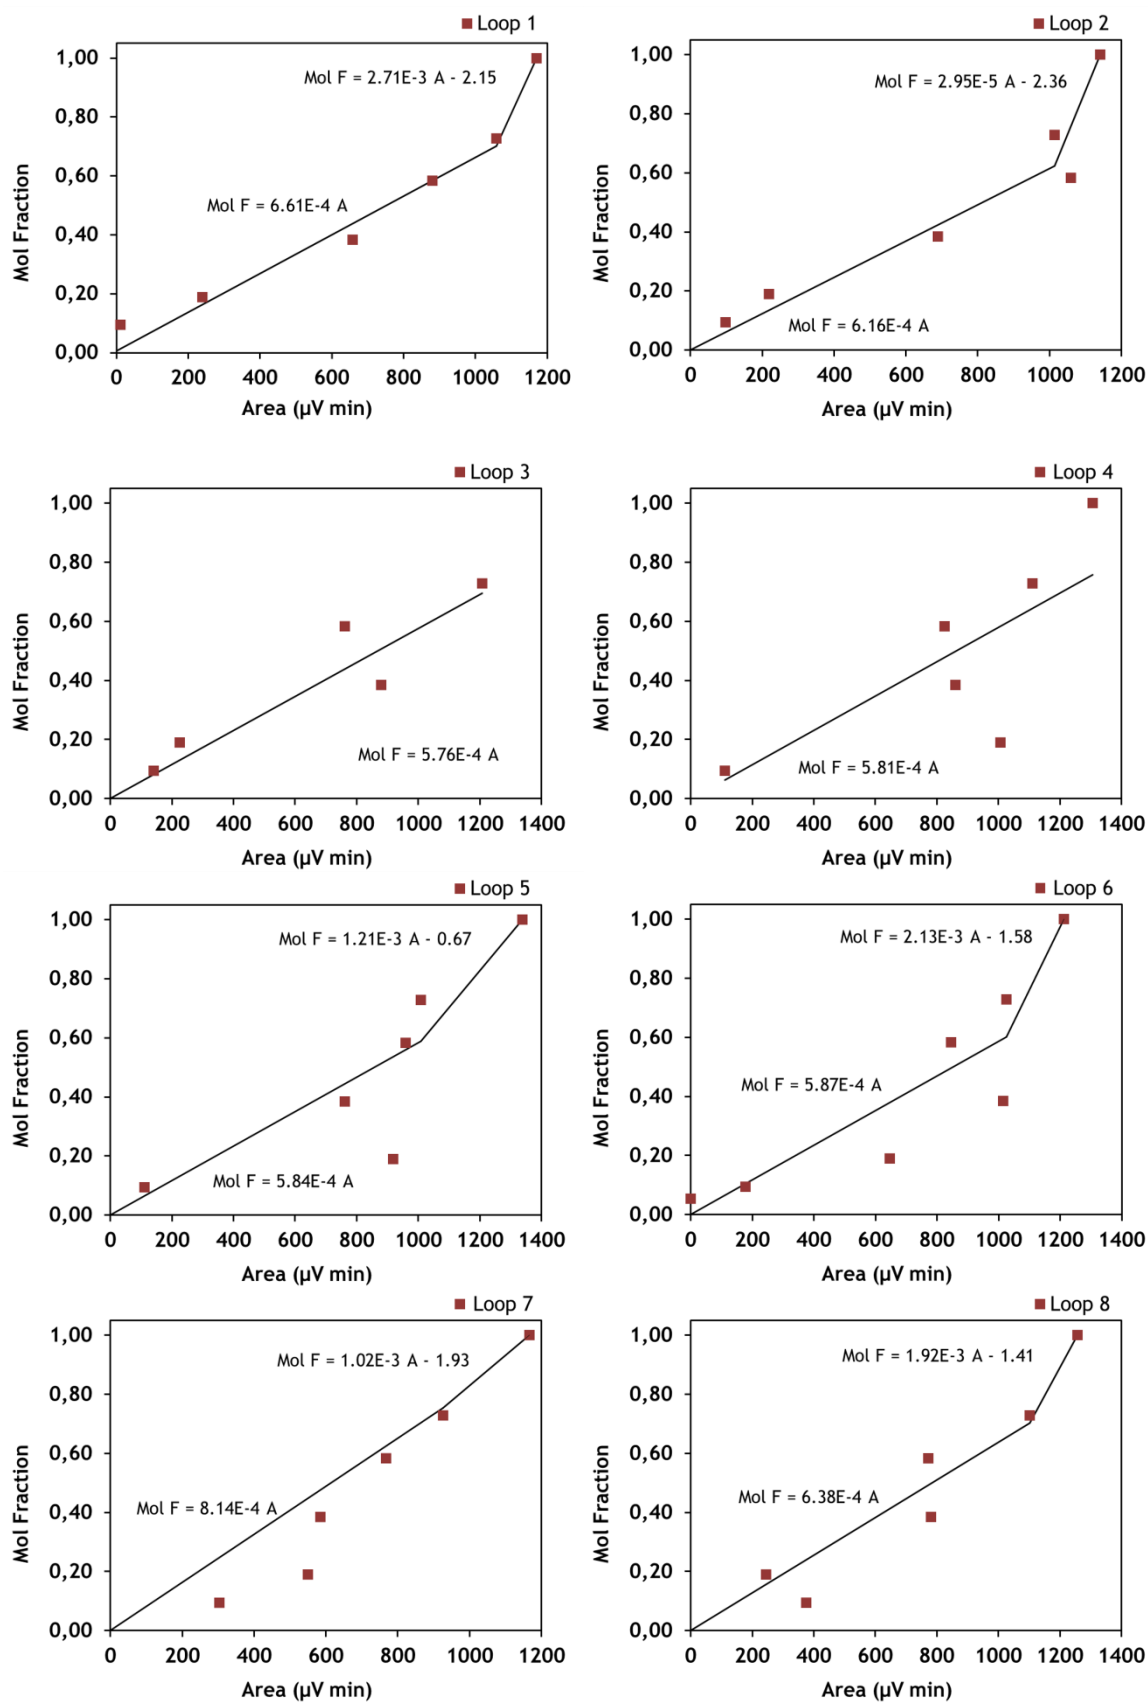 Loop 1
1,00
0,80
0,60
0,40
0,20
0,00
Mol Fraction
Mol F = 2.71E-3 A - 2.15
Mol F = 6.61E-4 A
0 200 400 600 800 1000 1200
Area (µV min)
Loop 2
1,00
0,80
0,60
0,40
0,20
0,00
Mol Fraction
Mol F = 2.95E-5 A - 2.36
Mol F = 6.16E-4 A
0 200 400 600 800 1000 1200
Area (µV min)
Loop 3
1,00
0,80
0,60
0,40
0,20
0,00
Mol Fraction
Mol F = 5.76E-4 A
0 200 400 600 800 1000 1200 1400
Area (µV min)
Loop 4
1,00
0,80
0,60
0,40
0,20
0,00
Mol Fraction
Mol F = 5.81E-4 A
0 200 400 600 800 1000 1200 1400
Area (µV min)
Loop 5
1,00
0,80
0,60
0,40
0,20
0,00
Mol Fraction
Mol F = 1.21E-3 A - 0.67
Mol F = 5.84E-4 A
0 200 400 600 800 1000 1200 1400
Area (µV min)
Loop 6
1,00
0,80
0,60
0,40
0,20
0,00
Mol Fraction
Mol F = 2.13E-3 A - 1.58
Mol F = 5.87E-4 A
0 200 400 600 800 1000 1200 1400
Area (µV min)
Loop 7
1,00
0,80
0,60
0,40
0,20
0,00
Mol Fraction
Mol F = 1.02E-3 A - 1.93
Mol F = 8.14E-4 A
0 200 400 600 800 1000 1200
Area (µV min)
Loop 8
1,00
0,80
0,60
0,40
0,20
0,00
Mol Fraction
Mol F = 1.92E-3 A - 1.41
Mol F = 6.38E-4 A
0 200 400 600 800 1000 1200 1400
Area (µV min)